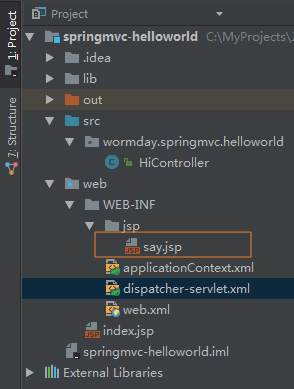 Project
1: Project
7: Structure
springmvc-helloworld C:\MyProjects\
.idea
lib
out
src
wormday.springmvc.helloworld
HiController
web
WEB-INF
jsp
say.jsp
applicationContext.xml
dispatcher-servlet.xml
web.xml
index.jsp
springmvc-helloworld.iml
External Libraries